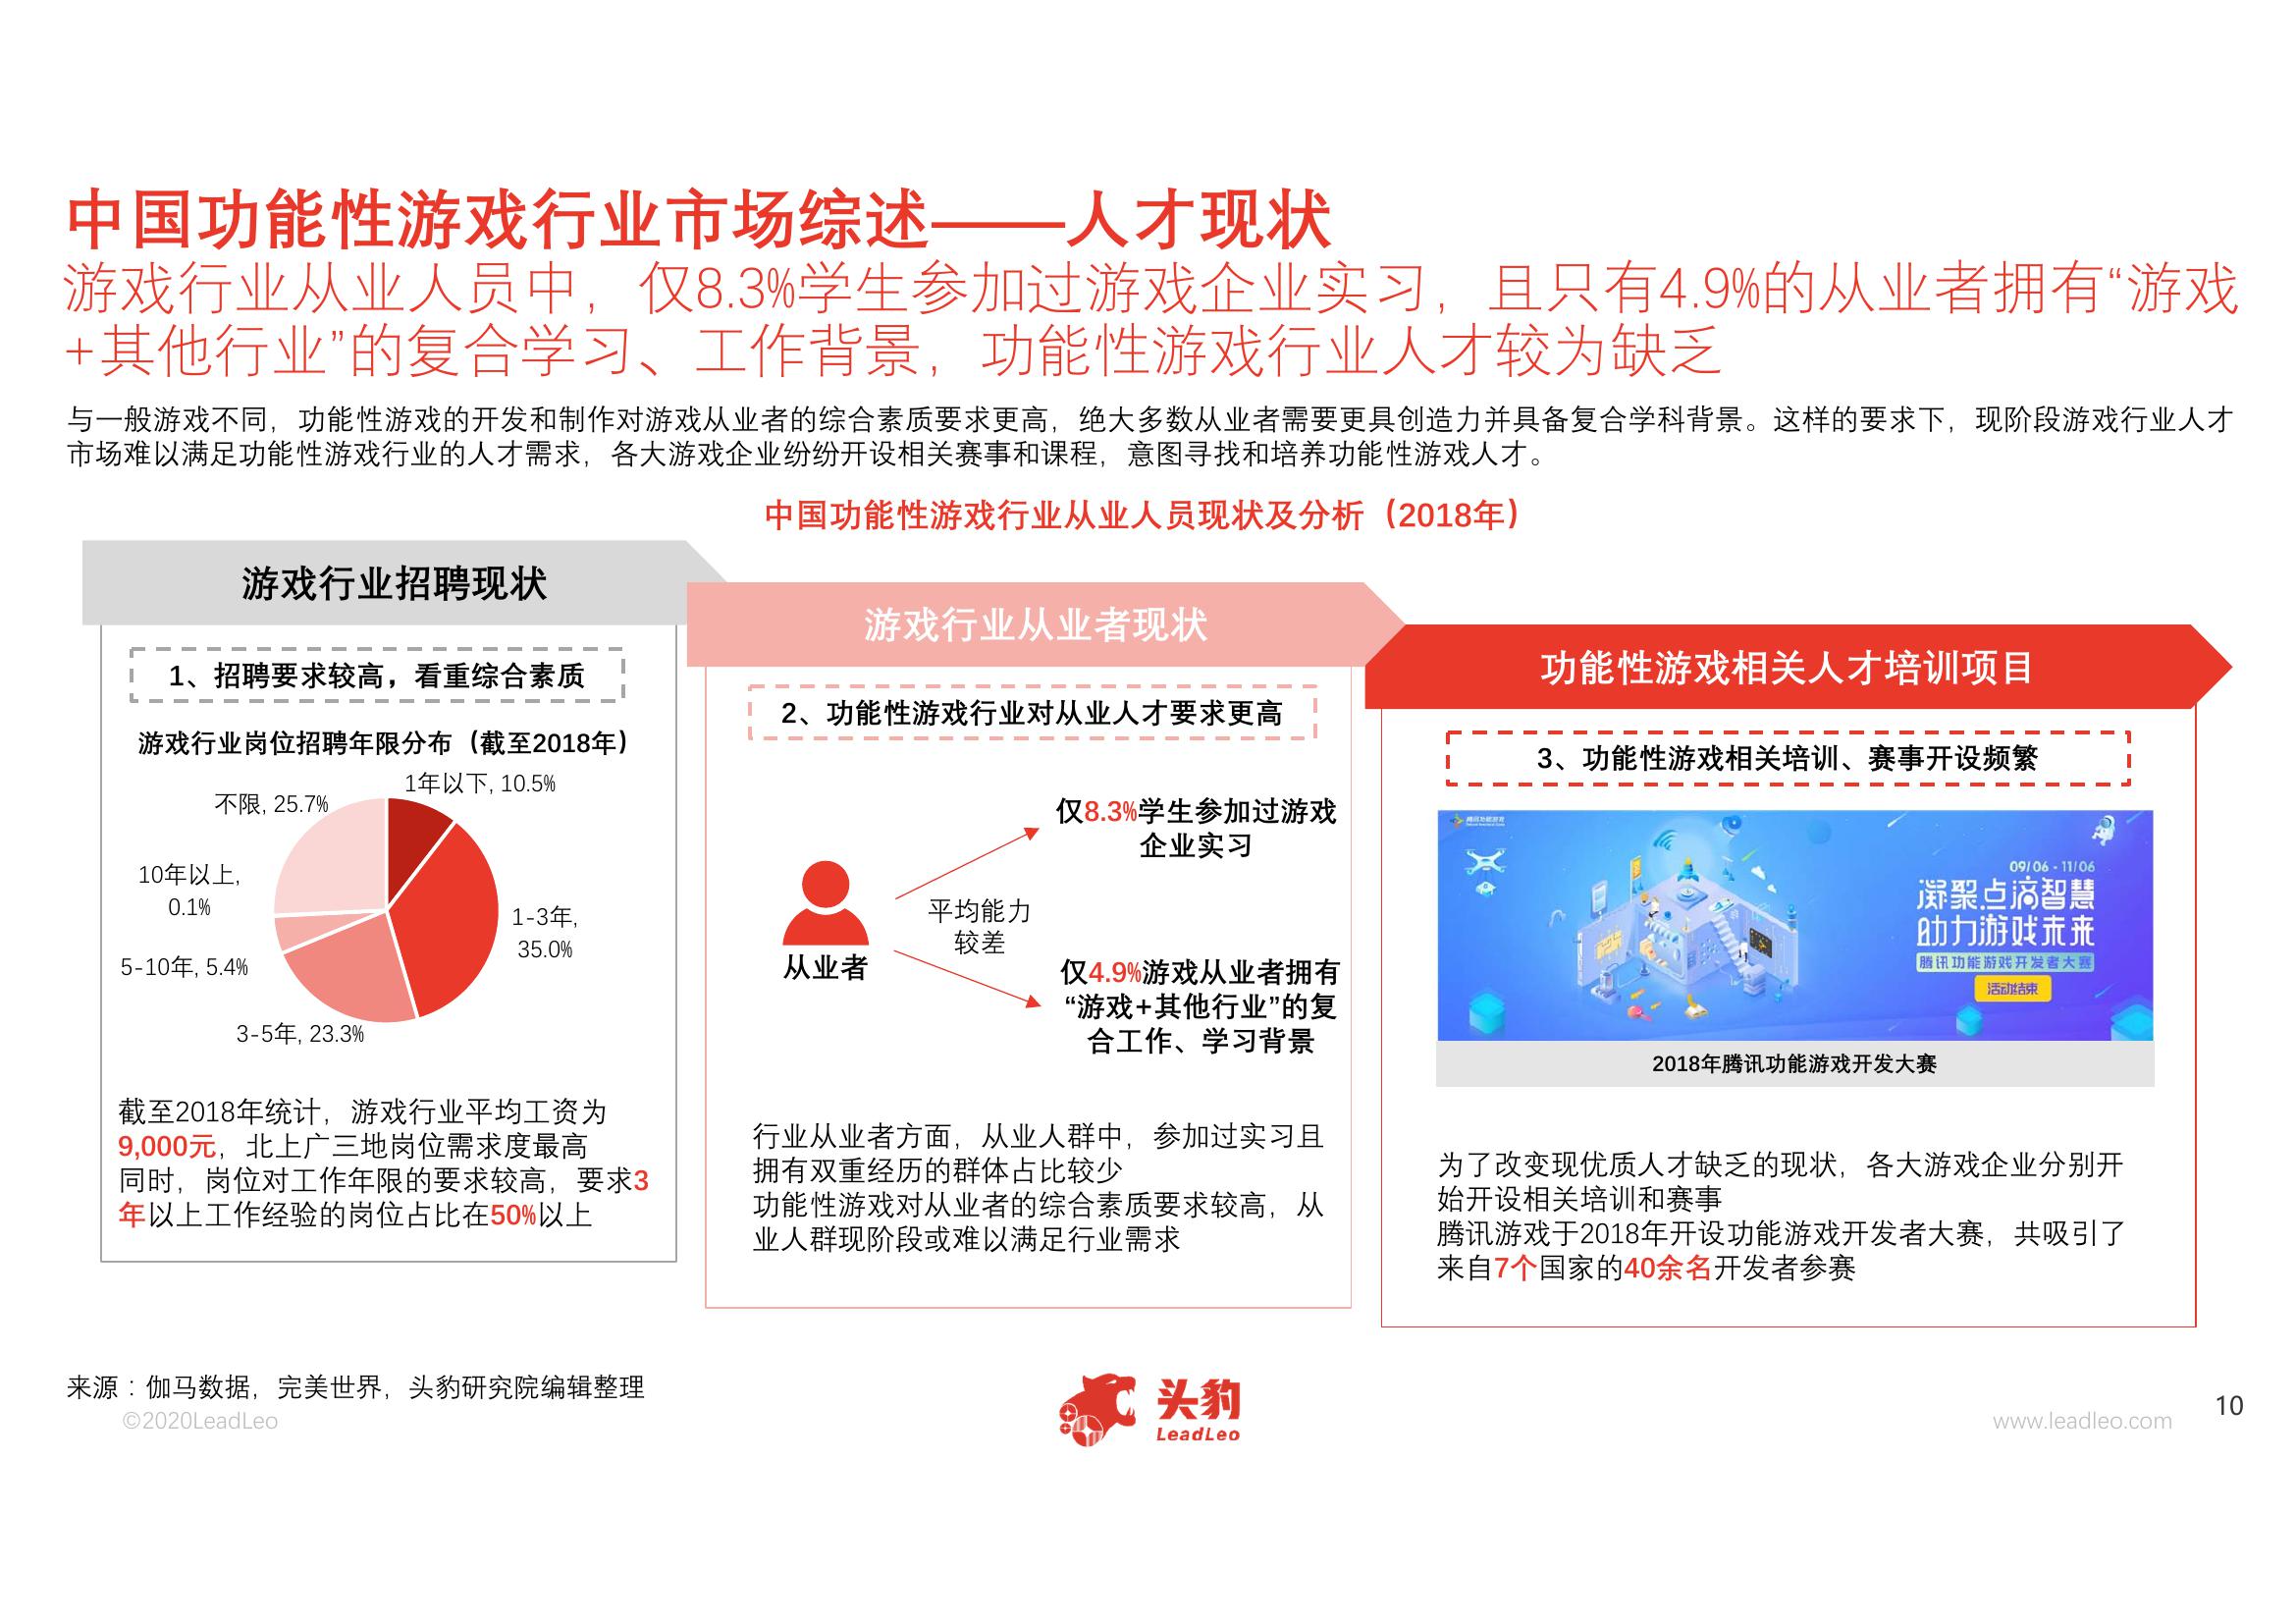 中国功能性游戏行业市场综述——人才现状
游戏行业从业人员中，仅8.3%学生参加过游戏企业实习，且只有4.9%的从业者拥有“游戏
+其他行业”的复合学习、工作背景，功能性游戏行业人才较为缺乏
与一般游戏不同，功能性游戏的开发和制作对游戏从业者的综合素质要求更高，绝大多数从业者需要更具创造力并具备复合学科背景。这样的要求下，现阶段游戏行业人才
市场难以满足功能性游戏行业的人才需求，各大游戏企业纷纷开设相关赛事和课程，意图寻找和培养功能性游戏人才。
中国功能性游戏行业从业人员现状及分析（2018年）
游戏行业招聘现状
1、招聘要求较高，看重综合素质
游戏行业岗位招聘年限分布（截至2018年）
1年以下, 10.5%
不限, 25.7%
10年以上,
0.1%
1-3年,
35.0%
5-10年, 5.4%
3-5年, 23.3%
截至2018年统计，游戏行业平均工资为
9,000元，北上广三地岗位需求度最高
同时，岗位对工作年限的要求较高，要求3
年以上工作经验的岗位占比在50%以上
游戏行业从业者现状
2、功能性游戏行业对从业人才要求更高
仅8.3%学生参加过游戏
企业实习
平均能力
较差
从业者
仅4.9%游戏从业者拥有
“游戏+其他行业”的复
合工作、学习背景
行业从业者方面，从业人群中，参加过实习且
拥有双重经历的群体占比较少
功能性游戏对从业者的综合素质要求较高，从
业人群现阶段或难以满足行业需求
功能性游戏相关人才培训项目
3、功能性游戏相关培训、赛事开设频繁
腾讯功能游戏
09/06 - 11/06
凝聚点滴智慧
助力游戏未来
腾讯功能游戏开发者大赛
活动结束
2018年腾讯功能游戏开发大赛
为了改变现优质人才缺乏的现状，各大游戏企业分别开
始开设相关培训和赛事
腾讯游戏于2018年开设功能游戏开发者大赛，共吸引了
来自7个国家的40余名开发者参赛
来源：伽马数据，完美世界，头豹研究院编辑整理
©2020LeadLeo
头豹
LeadLeo
www.leadleo.com
10